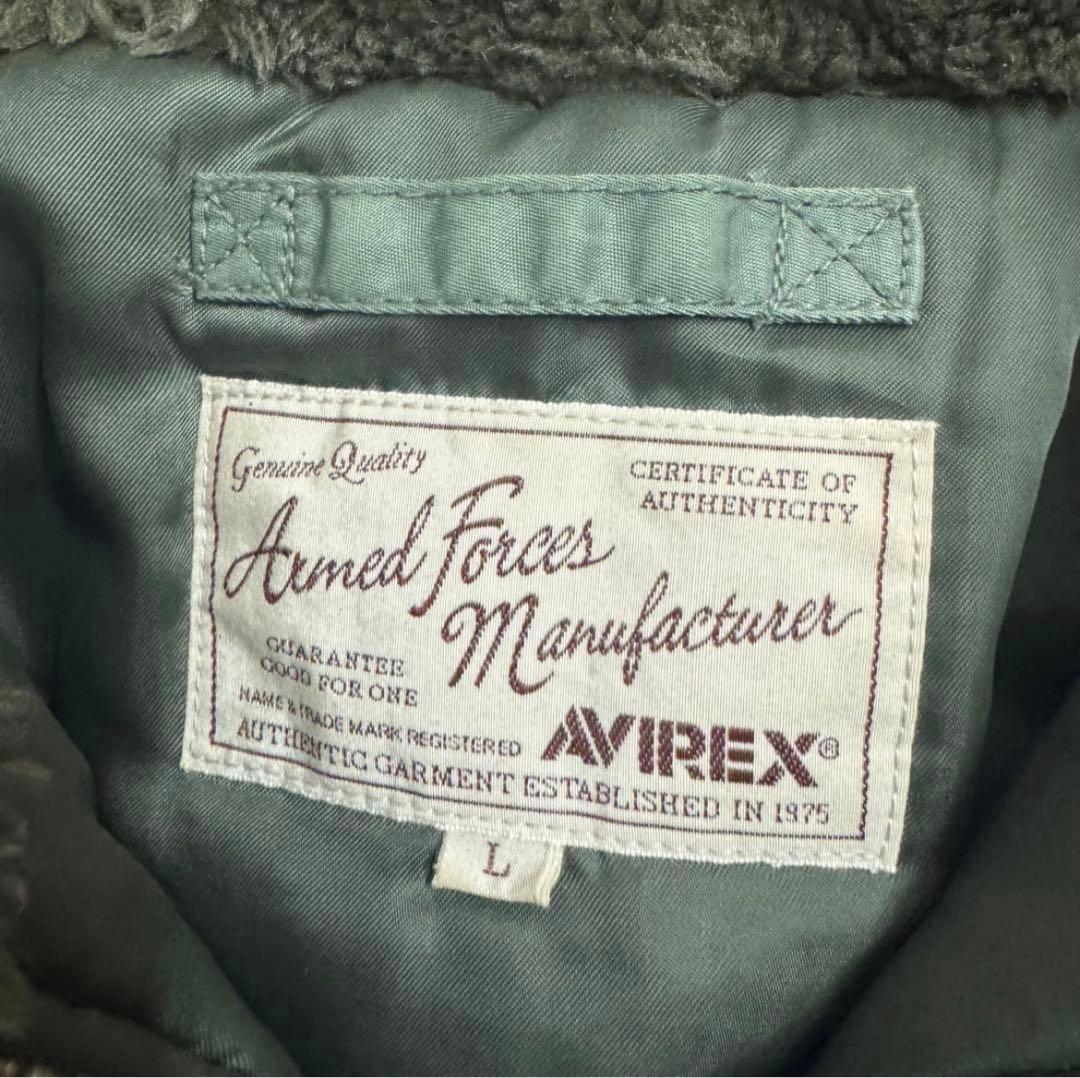 Genuine Quality
CERTIFICATE OF
AUTHENTICITY
Armed Forces
Manufacturer
GUARANTEE
GOOD FOR ONE
NAME & TRADE MARK REGISTERED
AVIREX®
AUTHENTIC GARMENT ESTABLISHED IN 1975
L